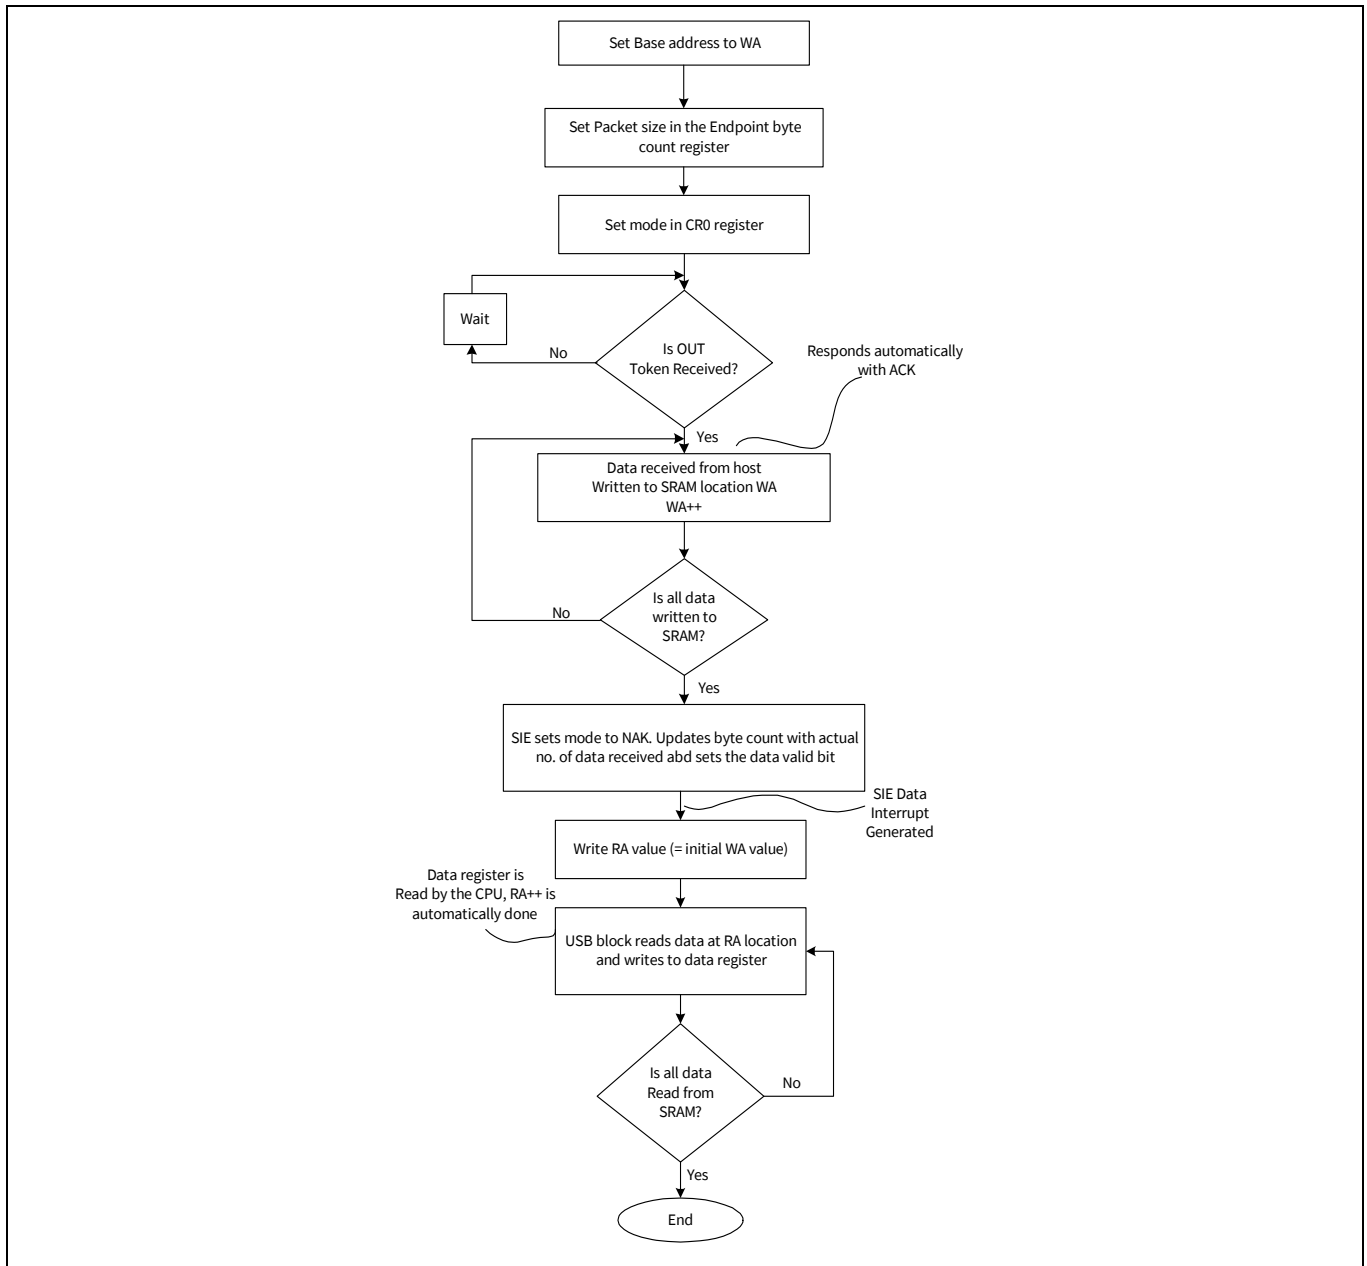 Set Base address to WA
Set Packet size in the Endpoint byte
count register
Set mode in CR0 register
Wait
No
Is OUT
Token Received?
Responds automatically
with ACK
Yes
Data received from host
Written to SRAM location WA
WA++
Is all data
written to
SRAM?
No
Yes
SIE sets mode to NAK. Updates byte count with actual
no. of data received abd sets the data valid bit
SIE Data
Interrupt
Generated
Write RA value (= initial WA value)
Data register is
Read by the CPU, RA++ is
automatically done
USB block reads data at RA location
and writes to data register
Is all data
Read from
SRAM?
No
Yes
End